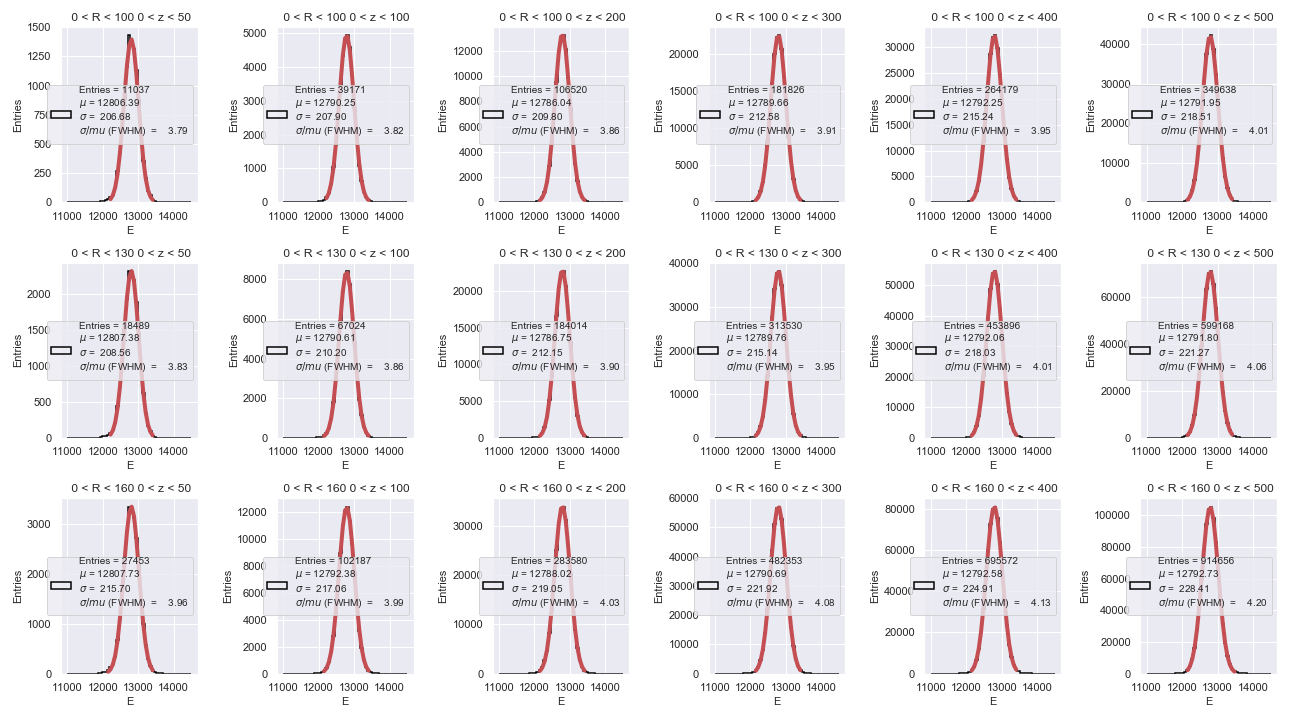 0 < R < 100 0 < z < 50
Entries
1500
1250
1000
750
500
250
0
Entries = 11037
μ = 12806.39
σ = 206.68
σ/mu (FWHM) = 3.79
11000 12000 13000 14000
E
0 < R < 100 0 < z < 100
Entries
5000
4000
3000
2000
1000
0
Entries = 39171
μ = 12790.25
σ = 207.90
σ/mu (FWHM) = 3.82
11000 12000 13000 14000
E
0 < R < 100 0 < z < 200
Entries
12000
10000
8000
6000
4000
2000
0
Entries = 106520
μ = 12786.04
σ = 209.80
σ/mu (FWHM) = 3.86
11000 12000 13000 14000
E
0 < R < 100 0 < z < 300
Entries
20000
15000
10000
5000
0
Entries = 181826
μ = 12789.66
σ = 212.58
σ/mu (FWHM) = 3.91
11000 12000 13000 14000
E
0 < R < 100 0 < z < 400
Entries
30000
25000
20000
15000
10000
5000
0
Entries = 264179
μ = 12792.25
σ = 215.24
σ/mu (FWHM) = 3.95
11000 12000 13000 14000
E
0 < R < 100 0 < z < 500
Entries
40000
30000
20000
10000
0
Entries = 349638
μ = 12791.95
σ = 218.51
σ/mu (FWHM) = 4.01
11000 12000 13000 14000
E
0 < R < 130 0 < z < 50
Entries
2000
1500
1000
500
0
Entries = 18489
μ = 12807.38
σ = 208.56
σ/mu (FWHM) = 3.83
11000 12000 13000 14000
E
0 < R < 130 0 < z < 100
Entries
8000
6000
4000
2000
0
Entries = 67024
μ = 12790.61
σ = 210.20
σ/mu (FWHM) = 3.86
11000 12000 13000 14000
E
0 < R < 130 0 < z < 200
Entries
20000
15000
10000
5000
0
Entries = 184014
μ = 12786.75
σ = 212.15
σ/mu (FWHM) = 3.90
11000 12000 13000 14000
E
0 < R < 130 0 < z < 300
Entries
40000
30000
20000
10000
0
Entries = 313530
μ = 12789.76
σ = 215.14
σ/mu (FWHM) = 3.95
11000 12000 13000 14000
E
0 < R < 130 0 < z < 400
Entries
50000
40000
30000
20000
10000
0
Entries = 453896
μ = 12792.06
σ = 218.03
σ/mu (FWHM) = 4.01
11000 12000 13000 14000
E
0 < R < 130 0 < z < 500
Entries
60000
40000
20000
0
Entries = 599168
μ = 12791.80
σ = 221.27
σ/mu (FWHM) = 4.06
11000 12000 13000 14000
E
0 < R < 160 0 < z < 50
Entries
3000
2000
1000
0
Entries = 27453
μ = 12807.73
σ = 215.70
σ/mu (FWHM) = 3.96
11000 12000 13000 14000
E
0 < R < 160 0 < z < 100
Entries
12000
10000
8000
6000
4000
2000
0
Entries = 102187
μ = 12792.38
σ = 217.06
σ/mu (FWHM) = 3.99
11000 12000 13000 14000
E
0 < R < 160 0 < z < 200
Entries
30000
20000
10000
0
Entries = 283580
μ = 12788.02
σ = 219.05
σ/mu (FWHM) = 4.03
11000 12000 13000 14000
E
0 < R < 160 0 < z < 300
Entries
60000
50000
40000
30000
20000
10000
0
Entries = 482353
μ = 12790.69
σ = 221.92
σ/mu (FWHM) = 4.08
11000 12000 13000 14000
E
0 < R < 160 0 < z < 400
Entries
80000
60000
40000
20000
0
Entries = 695572
μ = 12792.58
σ = 224.91
σ/mu (FWHM) = 4.13
11000 12000 13000 14000
E
0 < R < 160 0 < z < 500
Entries
100000
80000
60000
40000
20000
0
Entries = 914656
μ = 12792.73
σ = 228.41
σ/mu (FWHM) = 4.20
11000 12000 13000 14000
E